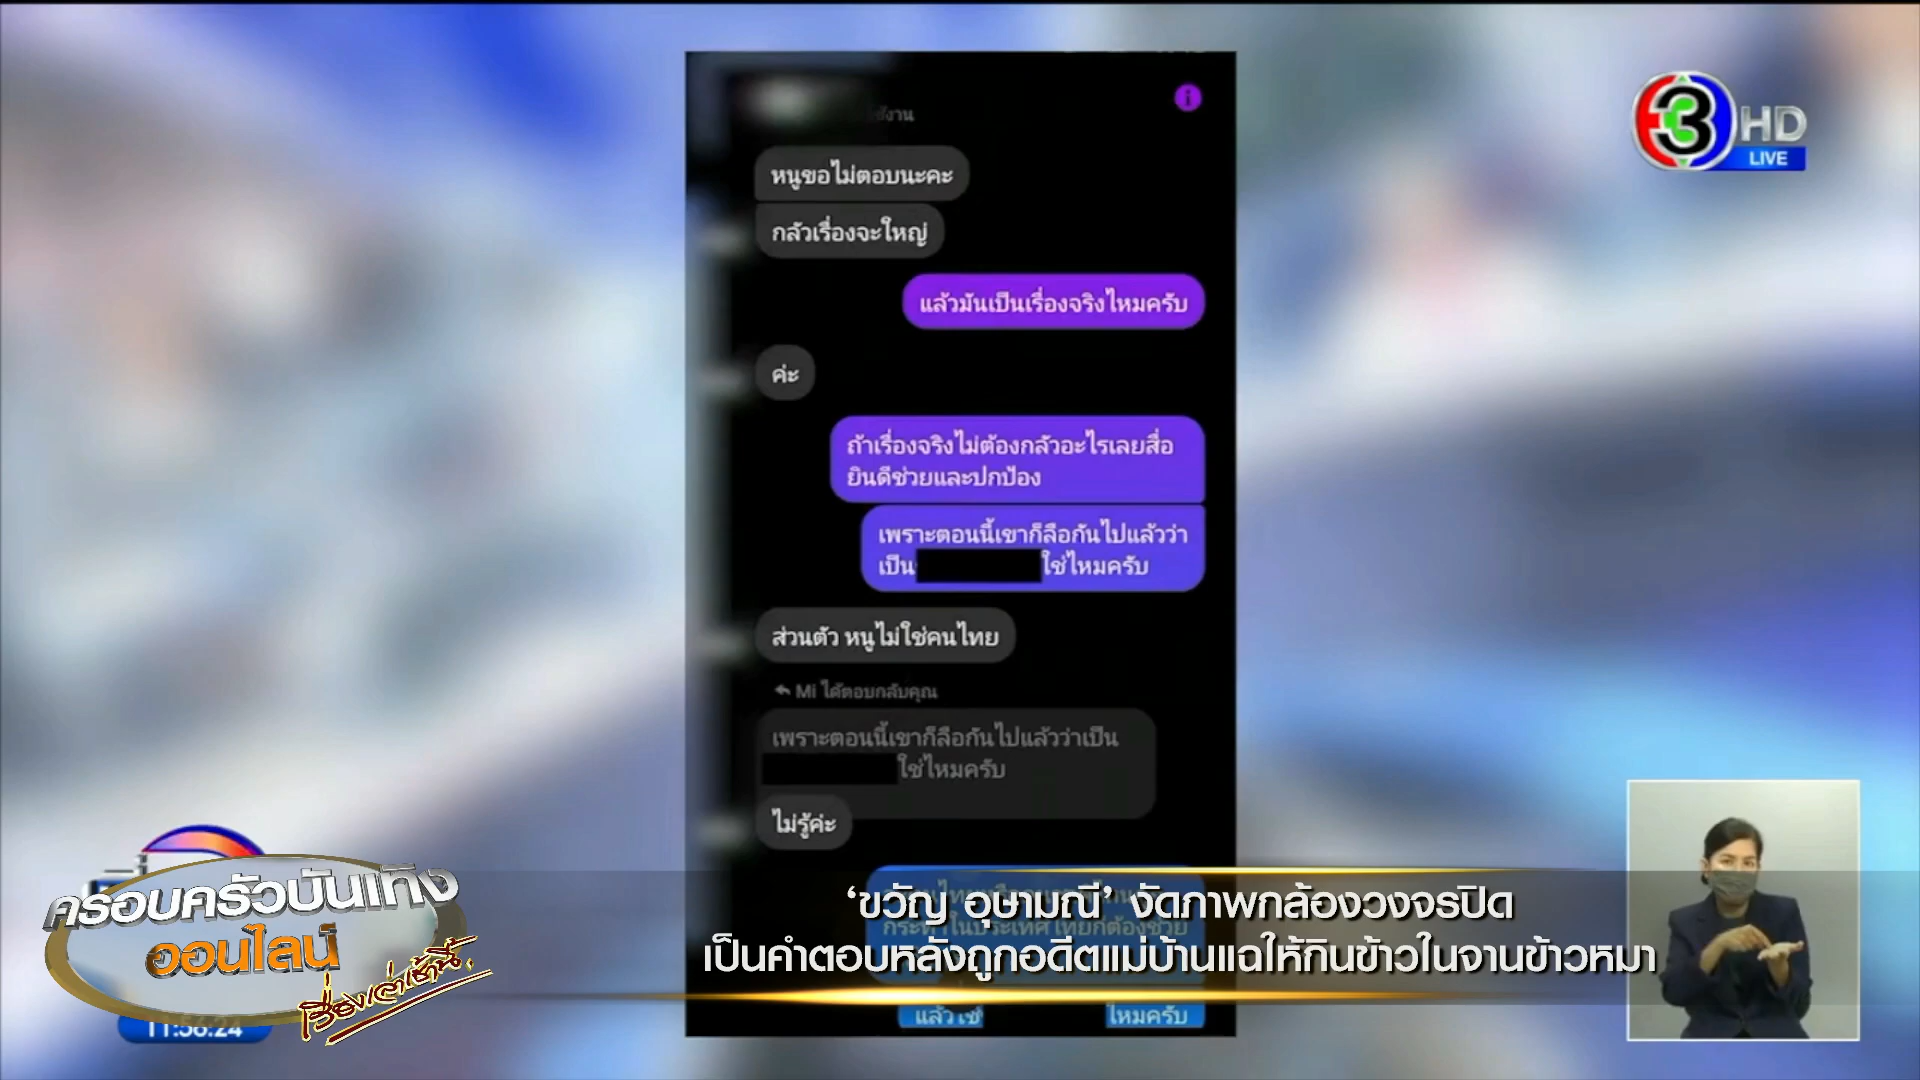 3 HD
LIVE
หนูขอไม่ตอบนะคะ
กลัวเรื่องจะใหญ่
แล้วมันเป็นเรื่องจริงไหมครับ
ค่ะ
ถ้าเรื่องจริงไม่ต้องกลัวอะไรเลยสื่อ
ยินดีช่วยและปกป้อง
เพราะตอนนี้เขาก็ลือกันไปแล้วว่า
เป็น ใช่ไหมครับ
ส่วนตัว หนูไม่ใช่คนไทย
Mi ได้ตอบกลับคุณ
เพราะตอนนี้เขาก็ลือกันไปแล้วว่าเป็น
ใช่ไหมครับ
ไม่รู้ค่ะ
‘ขวัญ อุษามณี’ งัดภาพกล้องวงจรปิด
เป็นคำตอบหลังถูกอดีตแม่บ้านแฉให้กินข้าวในจานข้าวหมา
แล้ว
ไหมครับ
ครอบครัวบันเทิง
ออนไลน์
เรื่องเล่าเช้านี้
11:56:24